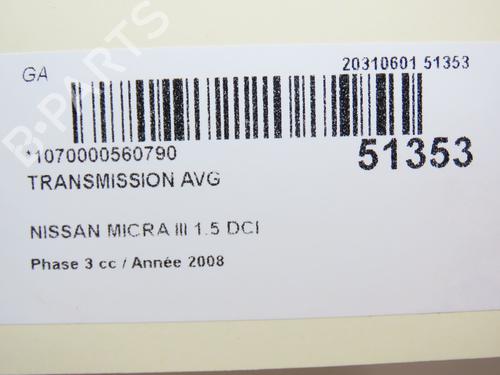 GA
20310601 51353
*1070000560790
51353
TRANSMISSION AVG
NISSAN MICRA III 1.5 DCI
Phase 3 cc / Année 2008
B-PARTS